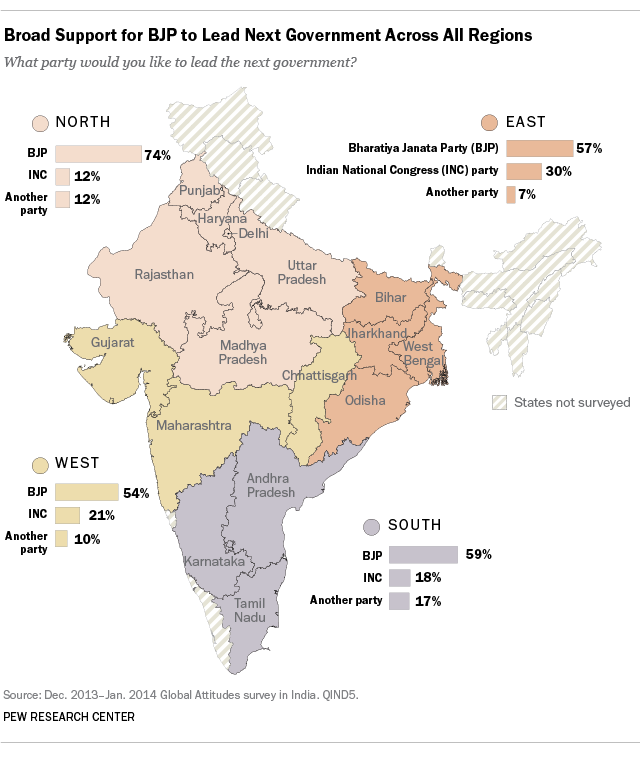 Broad Support for BJP to Lead Next Government Across All Regions
What party would you like to lead the next government?
NORTH
BJP 74%
INC 12%
Another party 12%
EAST
Bharatiya Janata Party (BJP) 57%
Indian National Congress (INC) party 30%
Another party 7%
Punjab
Haryana
Delhi
Rajasthan
Uttar
Pradesh
Bihar
Gujarat
Madhya
Pradesh
Jharkhand
West
Bengal
Chhattisgarh
Odisha
States not surveyed
Maharashtra
WEST
BJP 54%
INC 21%
Another party 10%
Andhra
Pradesh
SOUTH
BJP 59%
INC 18%
Another party 17%
Karnataka
Tamil
Nadu
Source: Dec. 2013–Jan. 2014 Global Attitudes survey in India. QIND5.
PEW RESEARCH CENTER